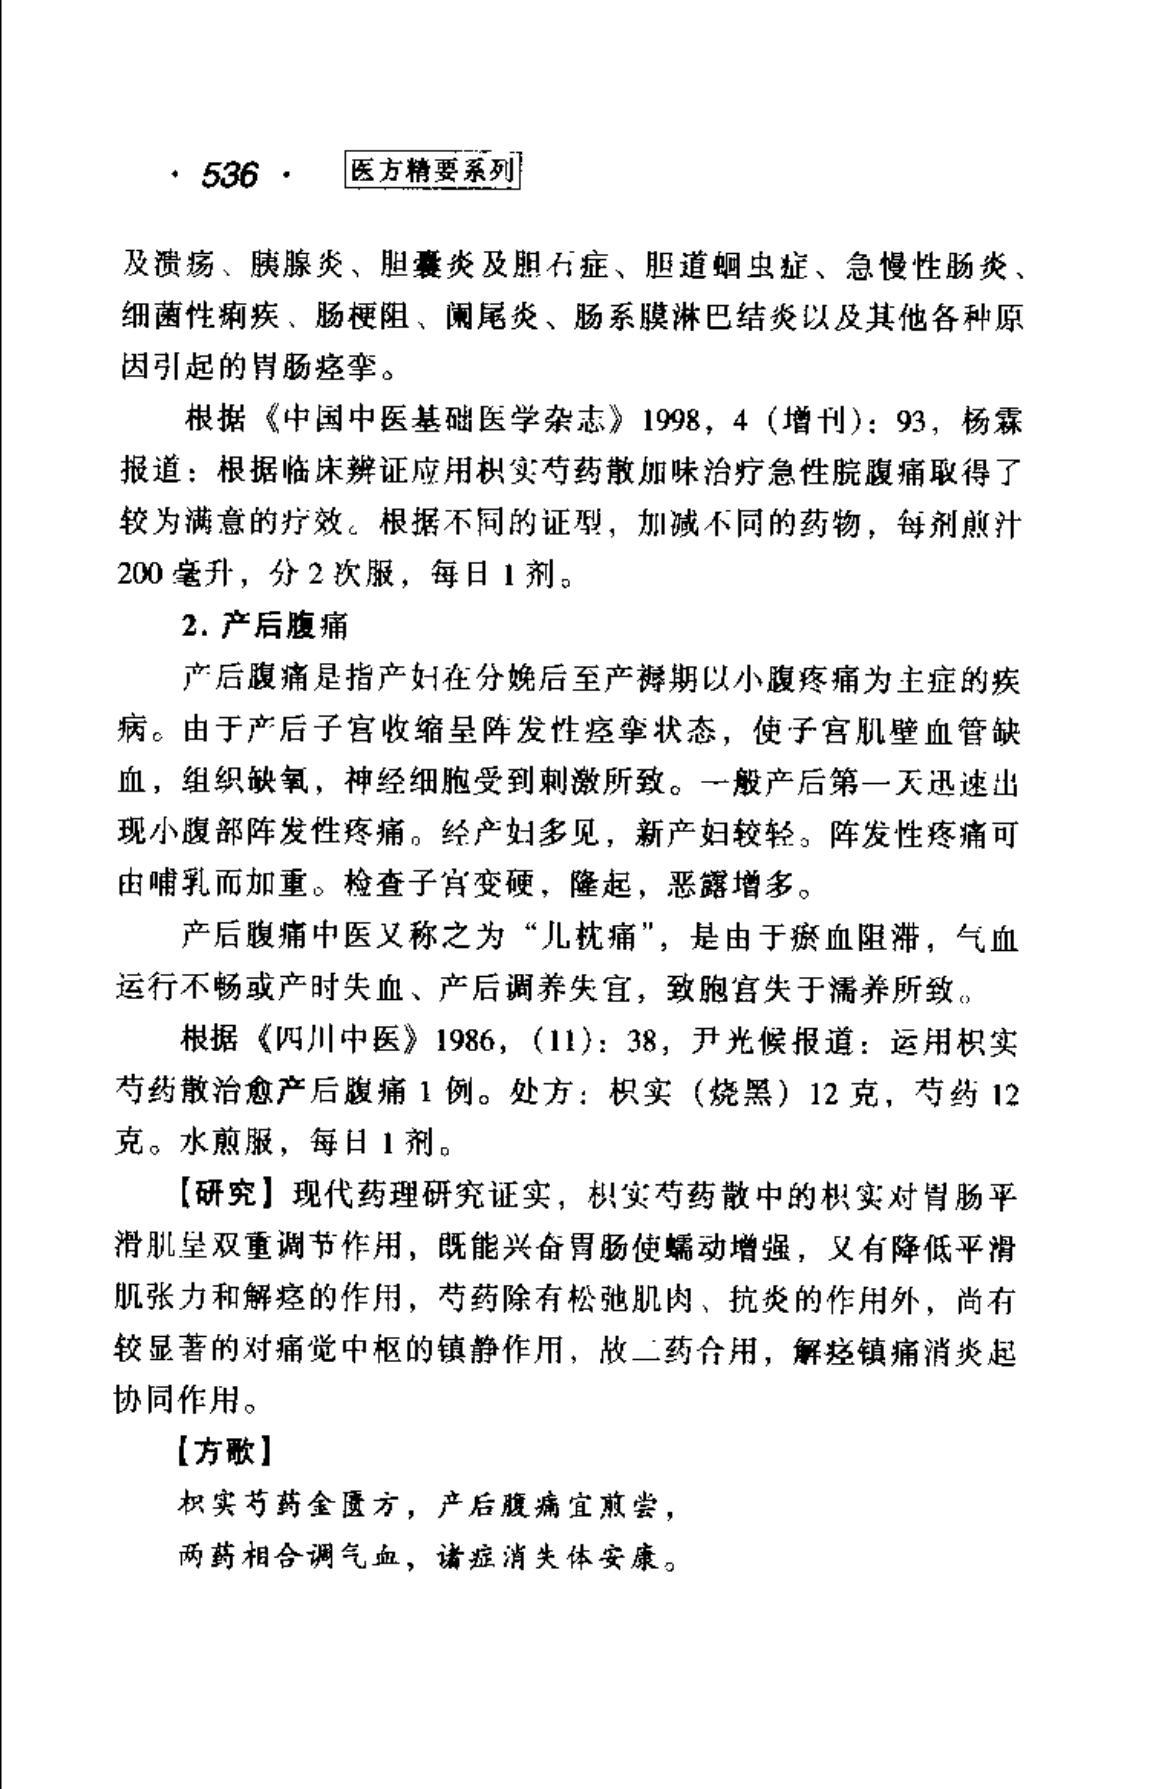 · 536 · 医方精要系列
及溃疡、胰腺炎、胆囊炎及胆石症、胆道蛔虫症、急慢性肠炎、
细菌性痢疾、肠梗阻、阑尾炎、肠系膜淋巴结炎以及其他各种原
因引起的胃肠痉挛。
根据《中国中医基础医学杂志》1998，4（增刊）：93，杨霖
报道：根据临床辨证应用枳实芍药散加味治疗急性脘腹痛取得了
较为满意的疗效。根据不同的证型，加减不同的药物，每剂煎汁
200 毫升，分 2 次服，每日 1 剂。
2. 产后腹痛
产后腹痛是指产妇在分娩后至产褥期以小腹疼痛为主症的疾
病。由于产后子宫收缩呈阵发性痉挛状态，使子宫肌壁血管缺
血，组织缺氧，神经细胞受到刺激所致。一般产后第一天迅速出
现小腹部阵发性疼痛。经产妇多见，新产妇较轻。阵发性疼痛可
由哺乳而加重。检查子宫变硬，隆起，恶露增多。
产后腹痛中医又称之为“儿枕痛”，是由于瘀血阻滞，气血
运行不畅或产时失血、产后调养失宜，致胞宫失于濡养所致。
根据《四川中医》1986，（11）：38，尹光候报道：运用枳实
芍药散治愈产后腹痛 1 例。处方：枳实（烧黑）12 克，芍药 12
克。水煎服，每日 1 剂。
【研究】现代药理研究证实，枳实芍药散中的枳实对胃肠平
滑肌呈双重调节作用，既能兴奋胃肠使蠕动增强，又有降低平滑
肌张力和解痉的作用，芍药除有松弛肌肉、抗炎的作用外，尚有
较显著的对痛觉中枢的镇静作用，故二药合用，解痉镇痛消炎起
协同作用。
【方歌】
枳实芍药金匮方，产后腹痛宜煎尝，
两药相合调气血，诸症消失体安康。